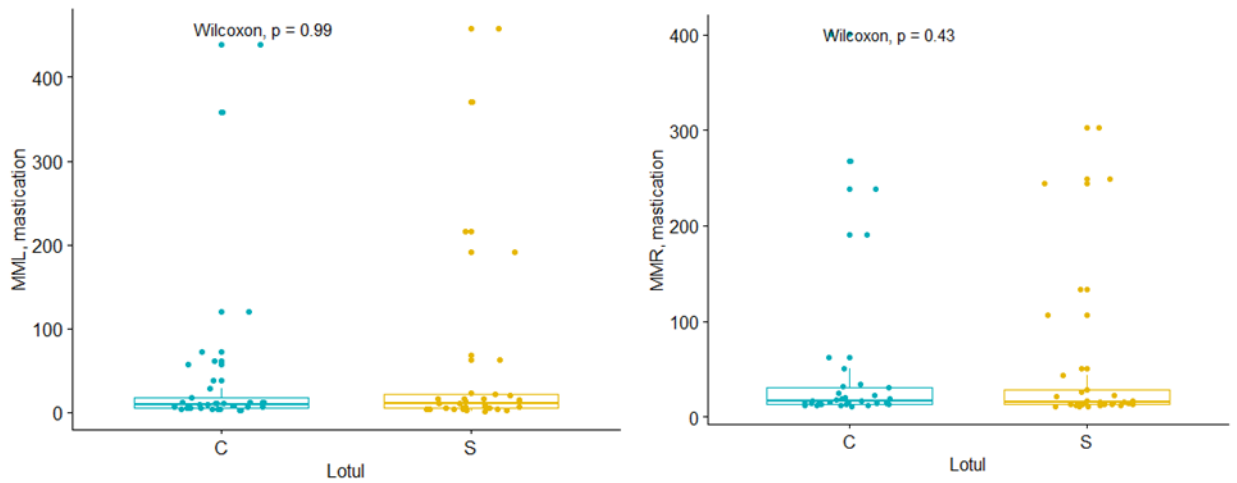 Wilcoxon, p = 0.99
MML, mastication
400
300
200
100
0
C
S
Lotul
Wilcoxon, p = 0.43
MMR, mastication
400
300
200
100
0
C
S
Lotul